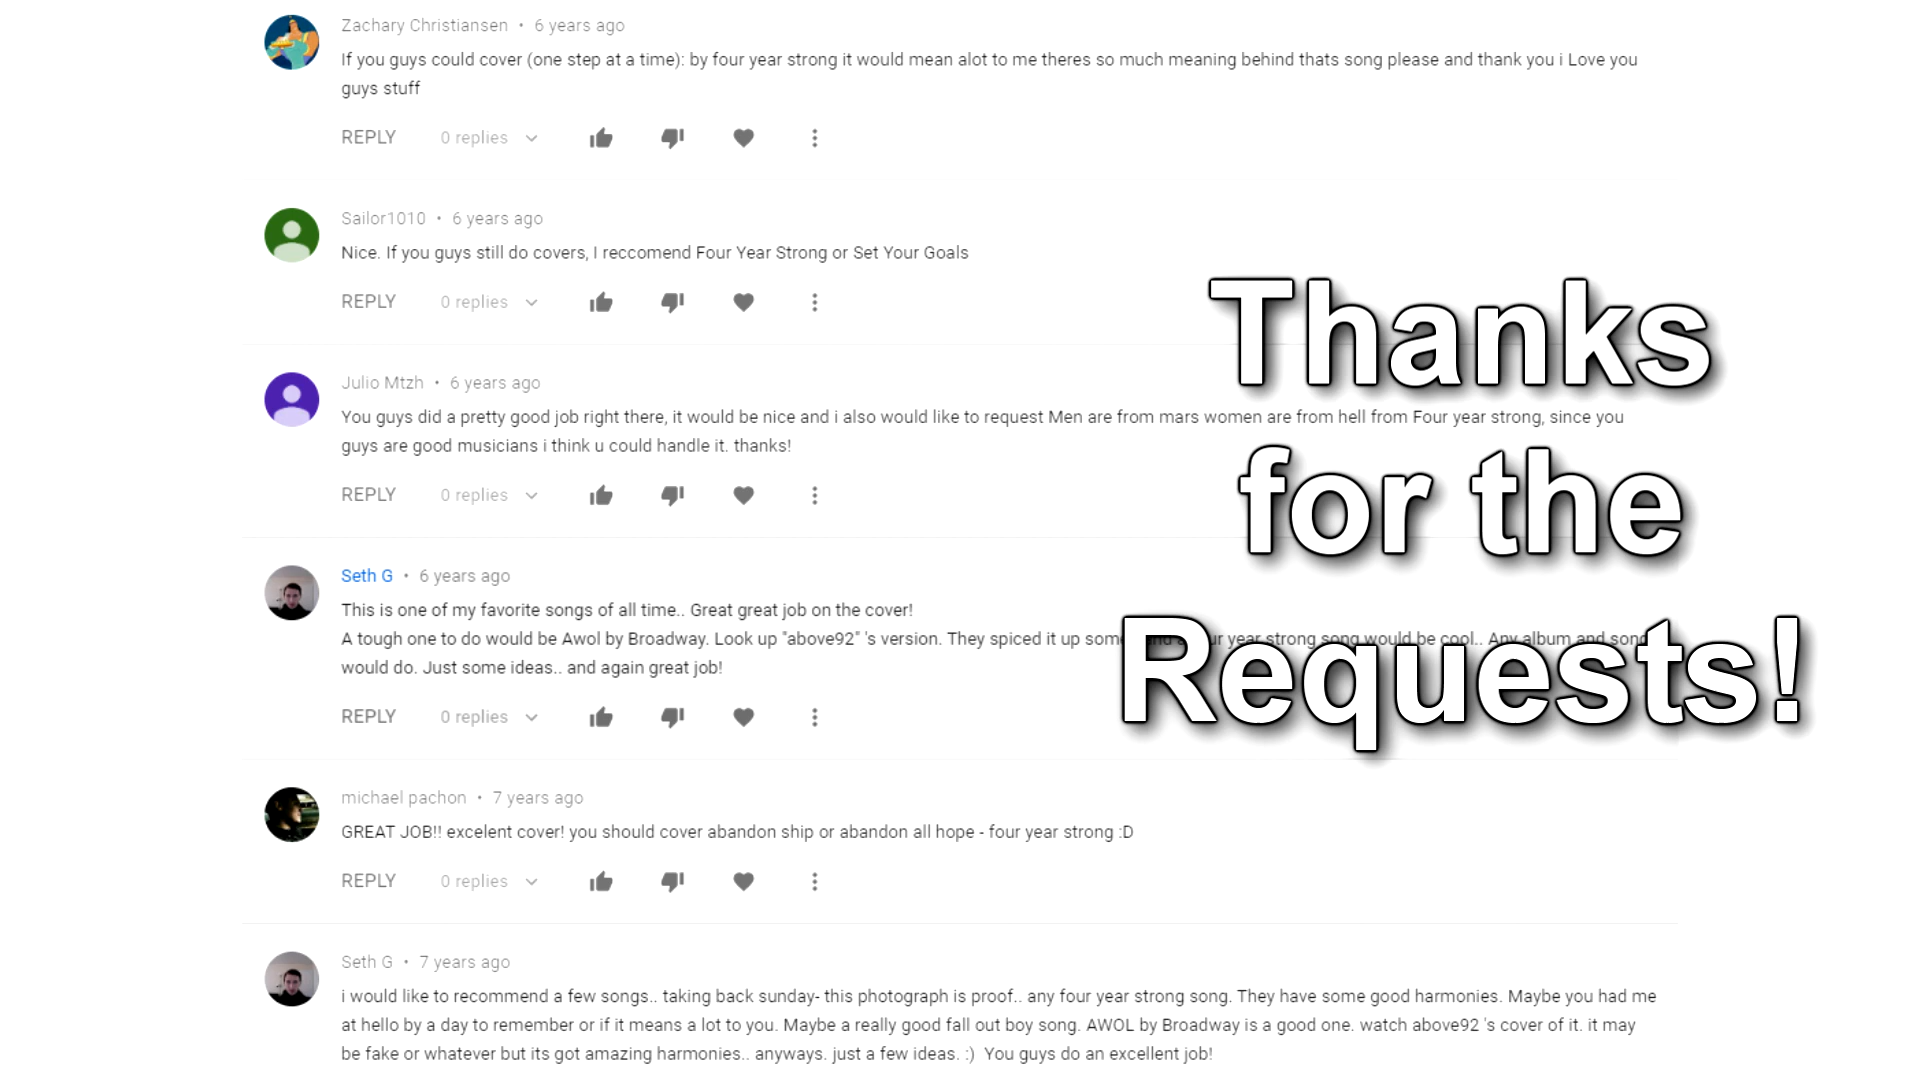 Zachary Christiansen • 6 years ago
If you guys could cover (one step at a time): by four year strong it would mean alot to me theres so much meaning behind thats song please and thank you i Love you
guys stuff
REPLY 0 replies
Sailor1010 • 6 years ago
Nice. If you guys still do covers, I reccomend Four Year Strong or Set Your Goals
REPLY 0 replies
Julio Mtzh • 6 years ago
You guys did a pretty good job right there, it would be nice and i also would like to request Men are from mars women are from hell from Four year strong, since you
guys are good musicians i think u could handle it. thanks!
REPLY 0 replies
Seth G • 6 years ago
This is one of my favorite songs of all time.. Great great job on the cover!
A tough one to do would be Awol by Broadway. Look up "above92" 's version. They spiced it up year strong song would be cool.. Any album and song
would do. Just some ideas.. and again great job!
REPLY 0 replies
michael pachon • 7 years ago
GREAT JOB!! excelent cover! you should cover abandon ship or abandon all hope - four year strong :D
REPLY 0 replies
Seth G • 7 years ago
i would like to recommend a few songs.. taking back sunday- this photograph is proof.. any four year strong song. They have some good harmonies. Maybe you had me
at hello by a day to remember or if it means a lot to you. Maybe a really good fall out boy song. AWOL by Broadway is a good one. watch above92 's cover of it. it may
be fake or whatever but its got amazing harmonies.. anyways. just a few ideas. :) You guys do an excellent job!
Thanks
for the
Requests!